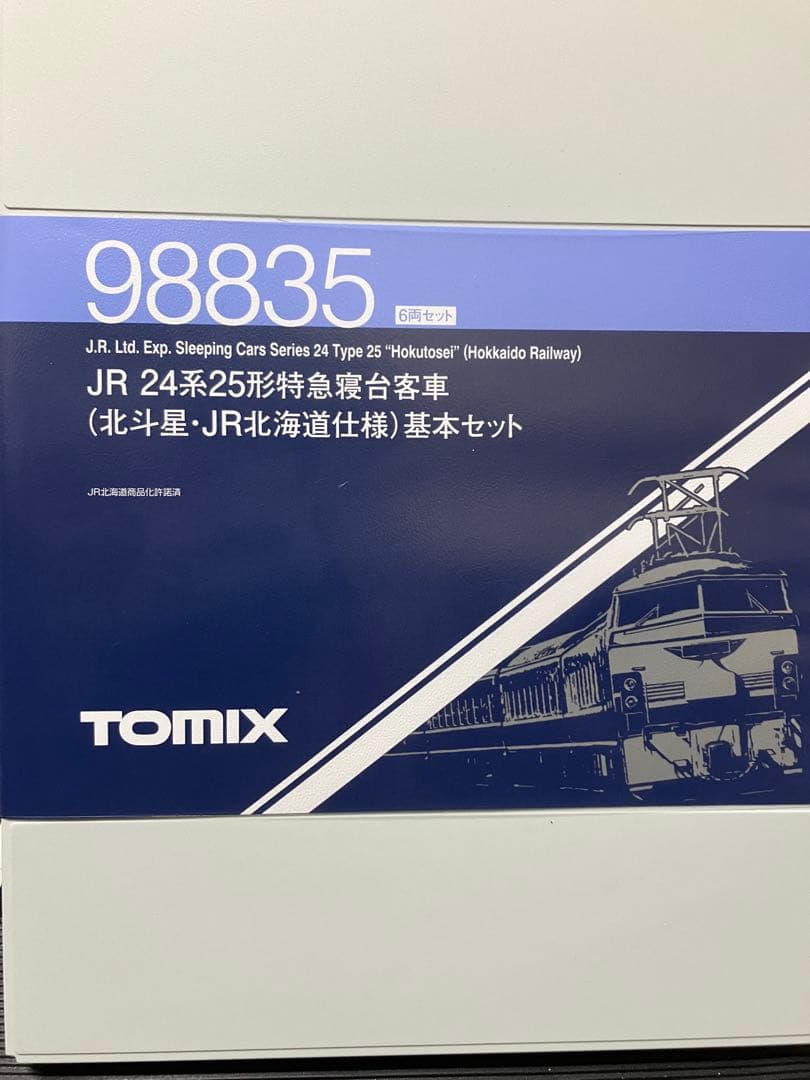 98835
6両セット
J.R. Ltd. Exp. Sleeping Cars Series 24 Type 25 “Hokutosei” (Hokkaido Railway)
JR 24系25形特急寝台客車
(北斗星・JR北海道仕様)基本セット
JR北海道商品化許諾済
TOMIX